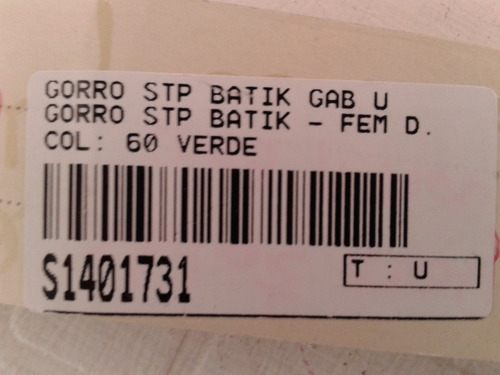 GORRO STP BATIK GAB U
GORRO STP BATIK - FEM D.
COL: 60 VERDE
S1401731
T : U